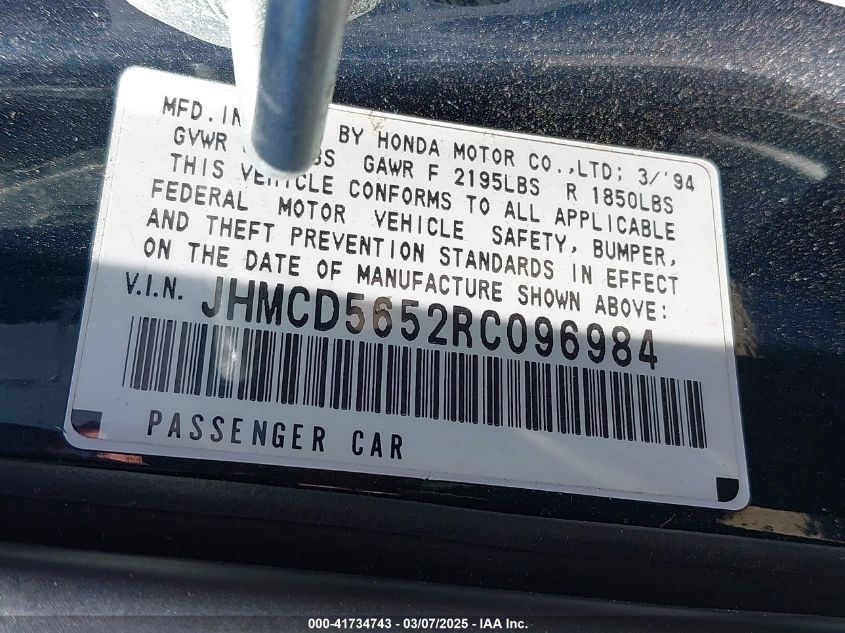 MFD. IN BY HONDA MOTOR CO.,LTD; 3/'94
GVWR GAWR F 2195LBS R 1850LBS
THIS VEHICLE CONFORMS TO ALL APPLICABLE
FEDERAL MOTOR VEHICLE SAFETY, BUMPER,
AND THEFT PREVENTION STANDARDS IN EFFECT
ON THE DATE OF MANUFACTURE SHOWN ABOVE:
V.I.N. JHMCD5652RC096984
PASSENGER CAR
000-41734743 - 03/07/2025 - IAA Inc.